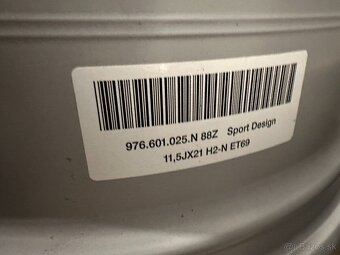 976.601.025.N 88Z Sport Design
11,5JX21 H2-N ET69